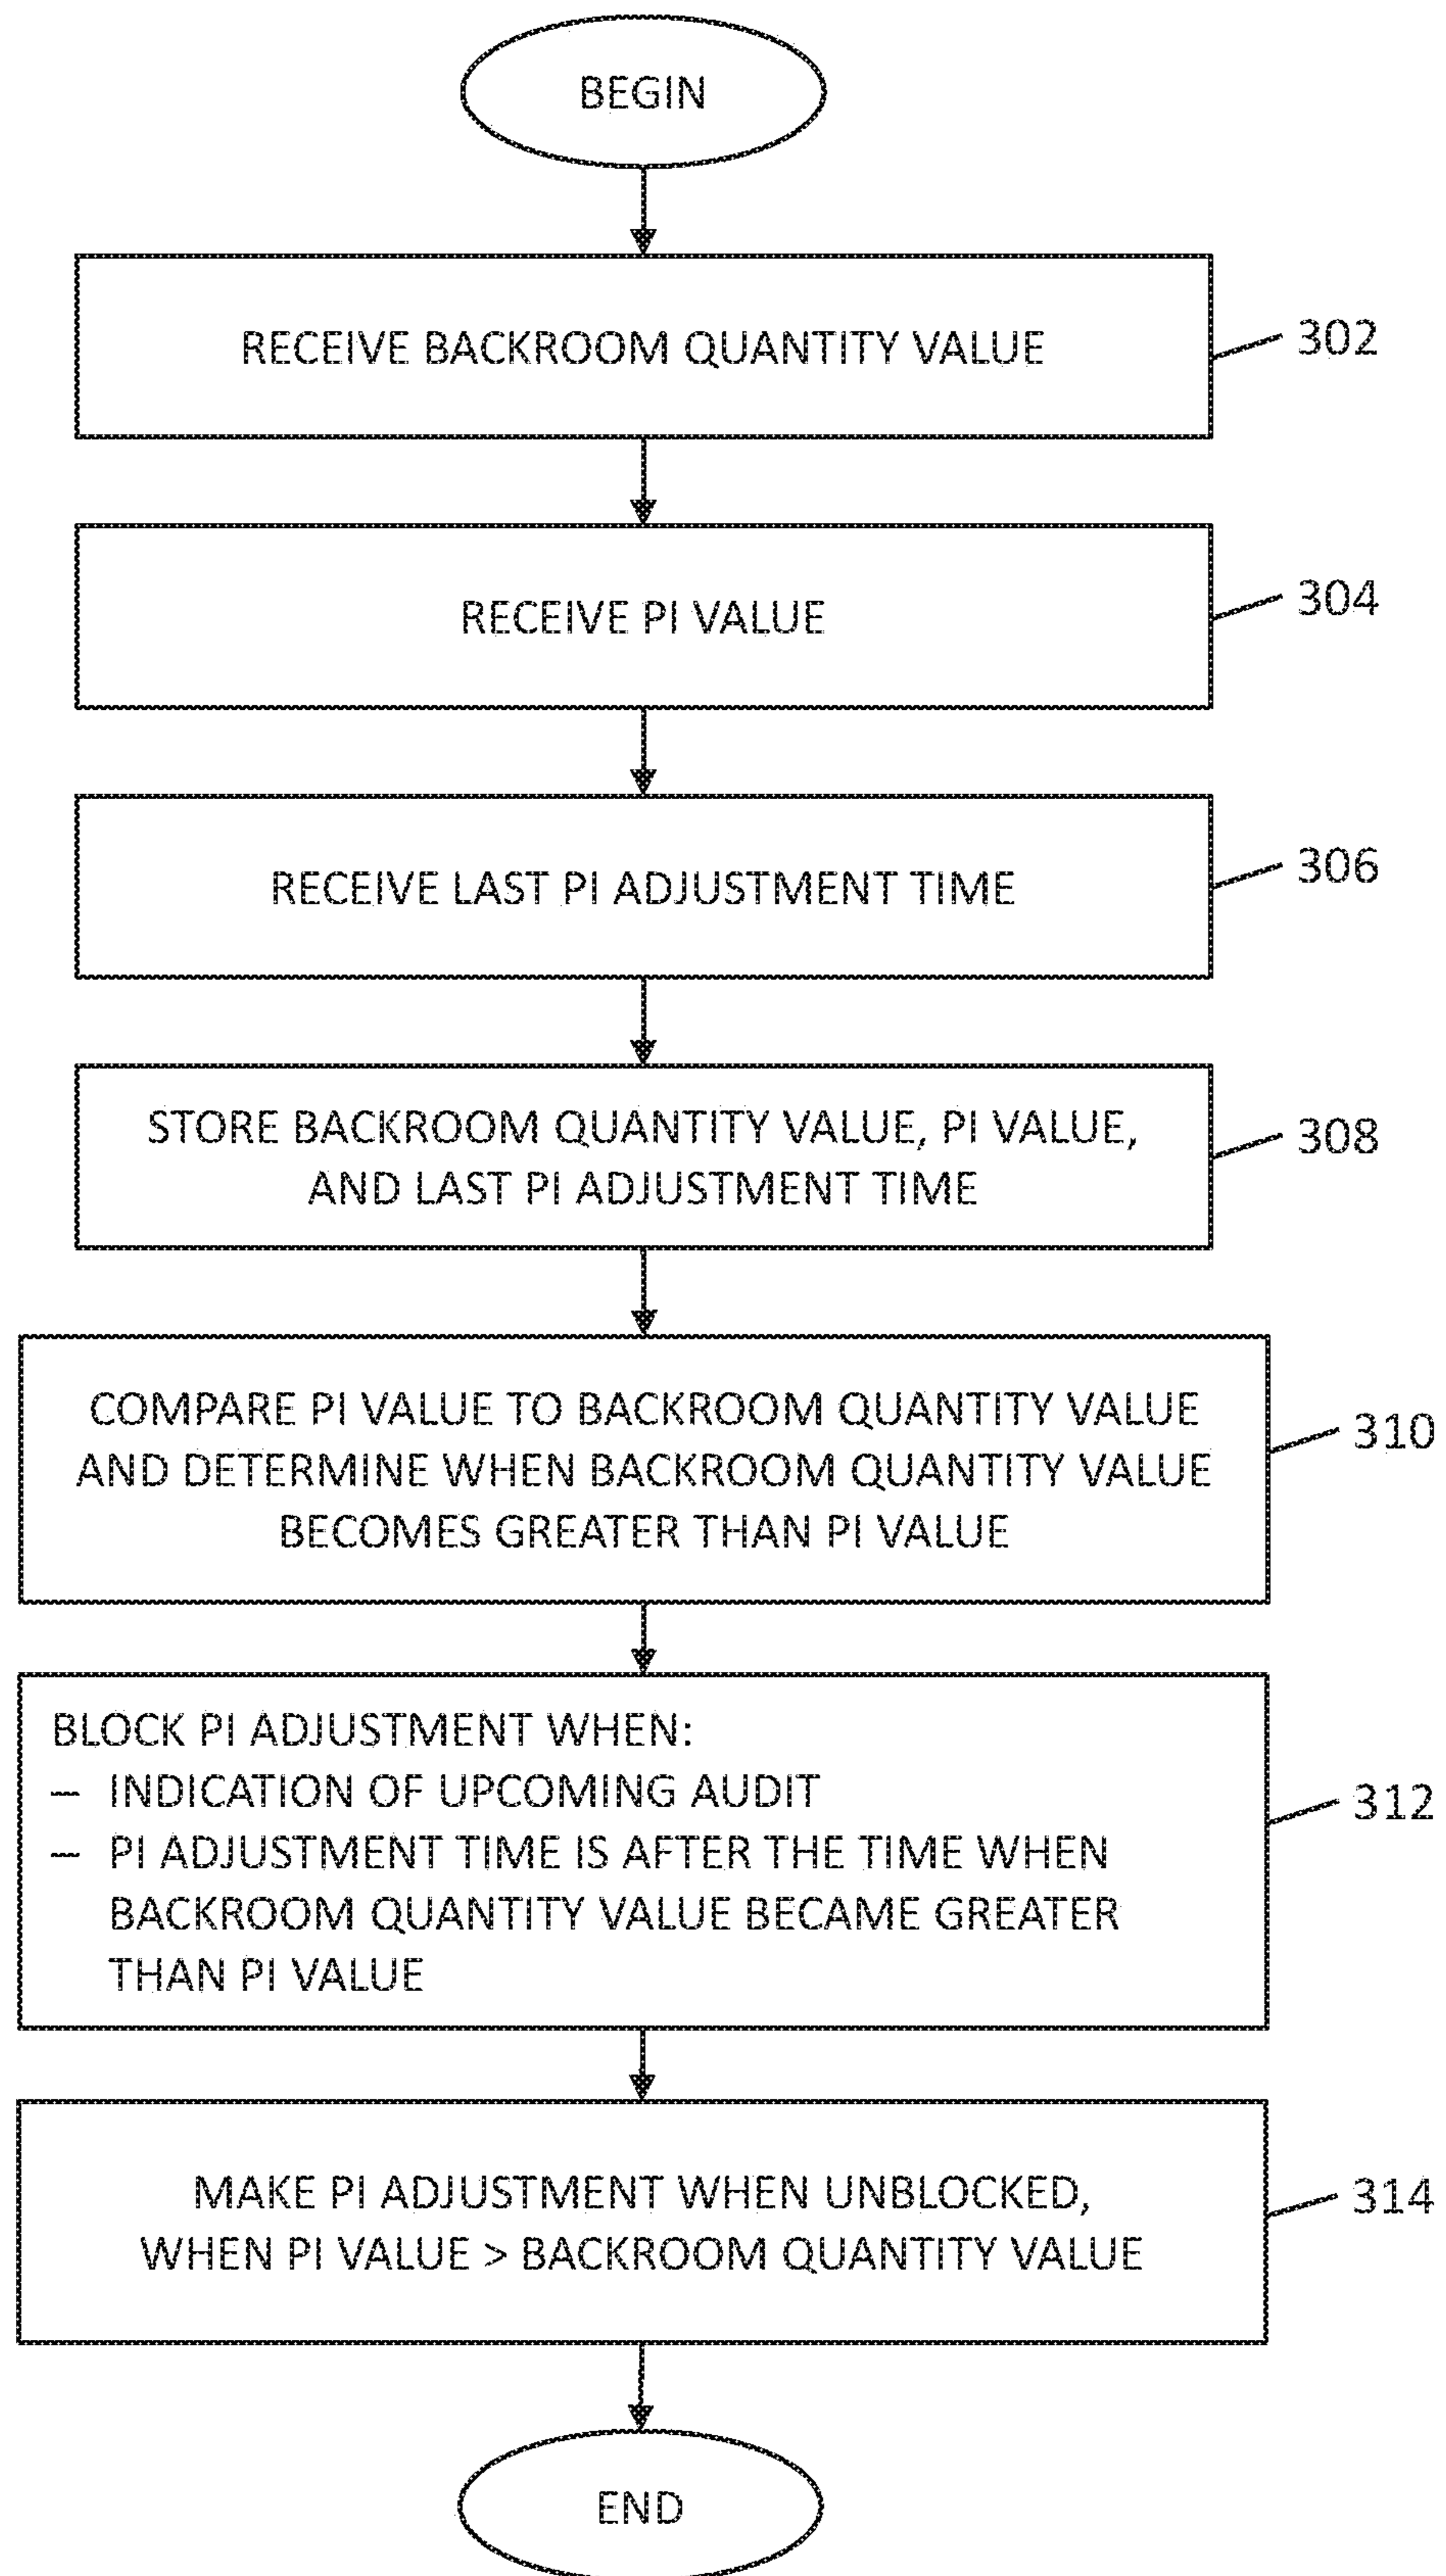 BEGIN
RECEIVE BACKROOM QUANTITY VALUE
302
RECEIVE PI VALUE
304
RECEIVE LAST PI ADJUSTMENT TIME
306
STORE BACKROOM QUANTITY VALUE, PI VALUE,
AND LAST PI ADJUSTMENT TIME
308
COMPARE PI VALUE TO BACKROOM QUANTITY VALUE
AND DETERMINE WHEN BACKROOM QUANTITY VALUE
BECOMES GREATER THAN PI VALUE
310
BLOCK PI ADJUSTMENT WHEN:
– INDICATION OF UPCOMING AUDIT
– PI ADJUSTMENT TIME IS AFTER THE TIME WHEN
BACKROOM QUANTITY VALUE BECAME GREATER
THAN PI VALUE
312
MAKE PI ADJUSTMENT WHEN UNBLOCKED,
WHEN PI VALUE > BACKROOM QUANTITY VALUE
314
END